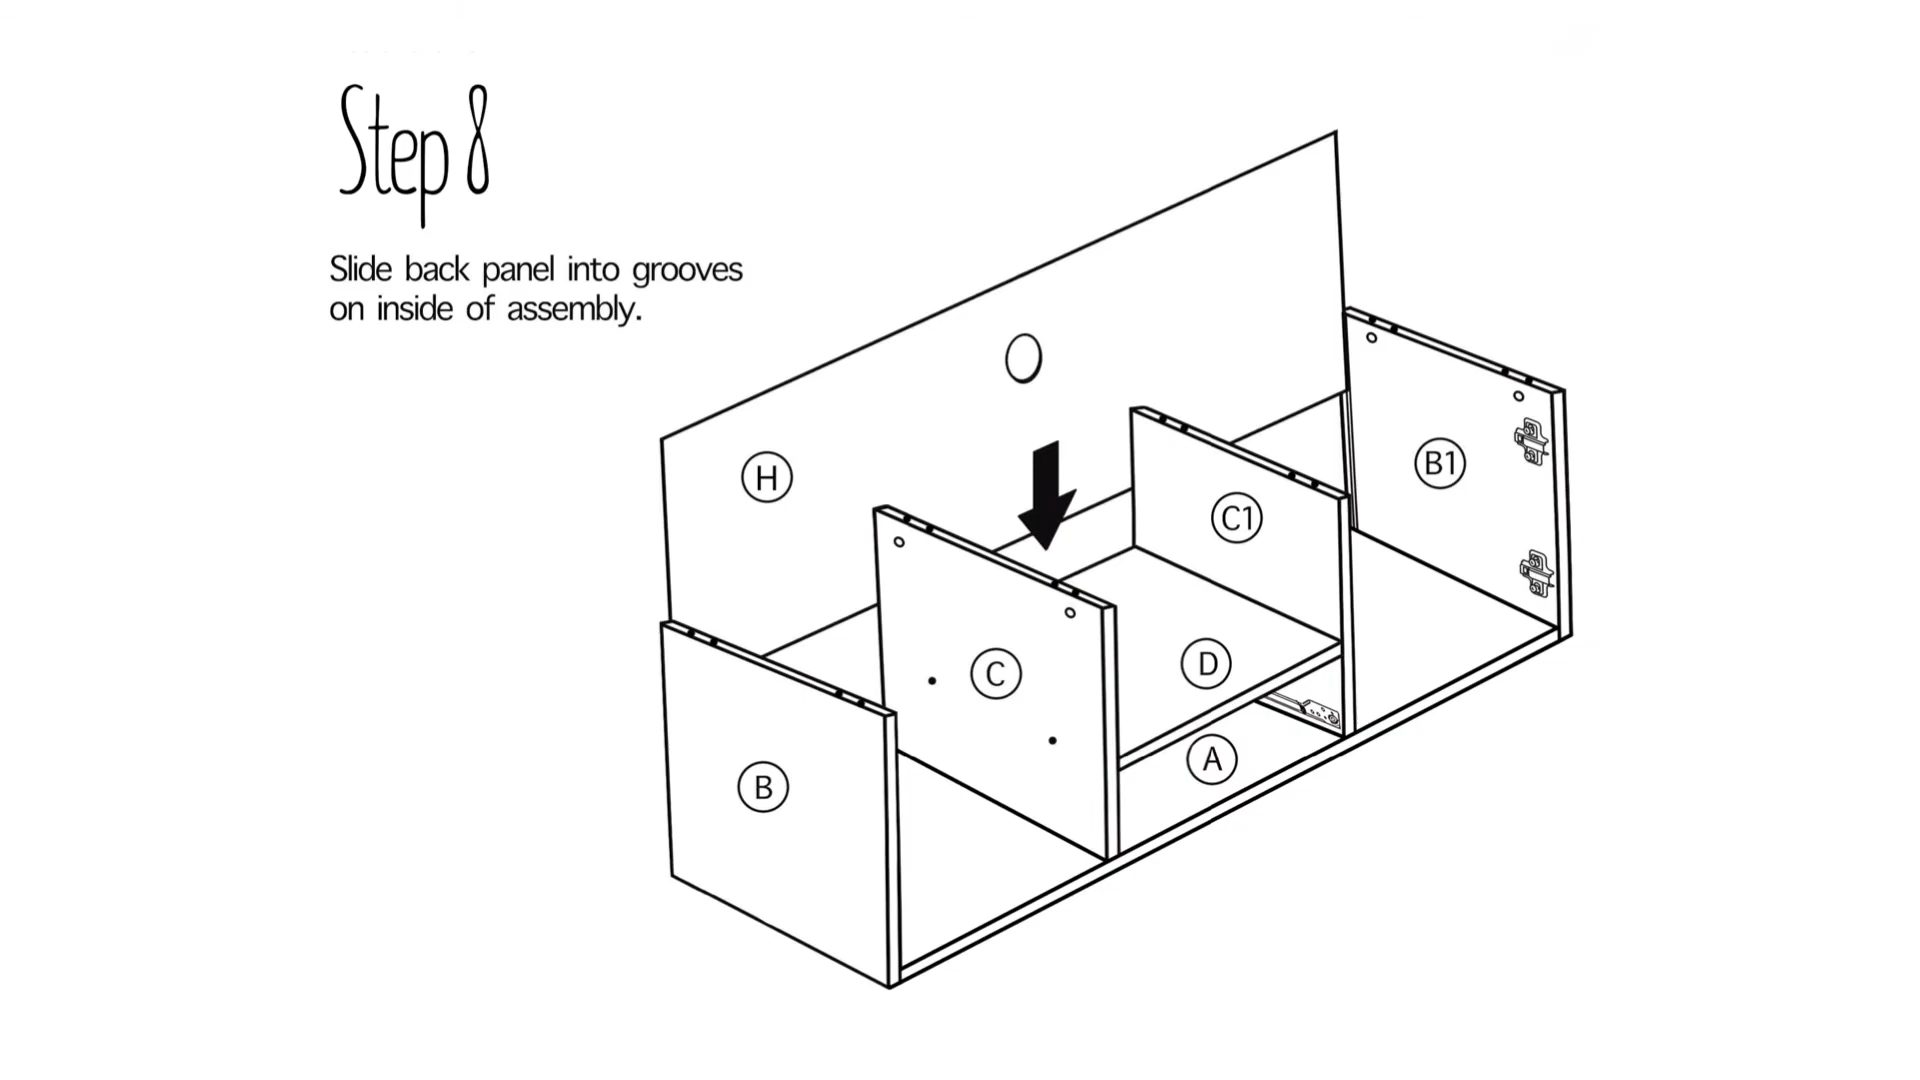 Step 8
Slide back panel into grooves
on inside of assembly.
H
B1
C1
C
D
A
B